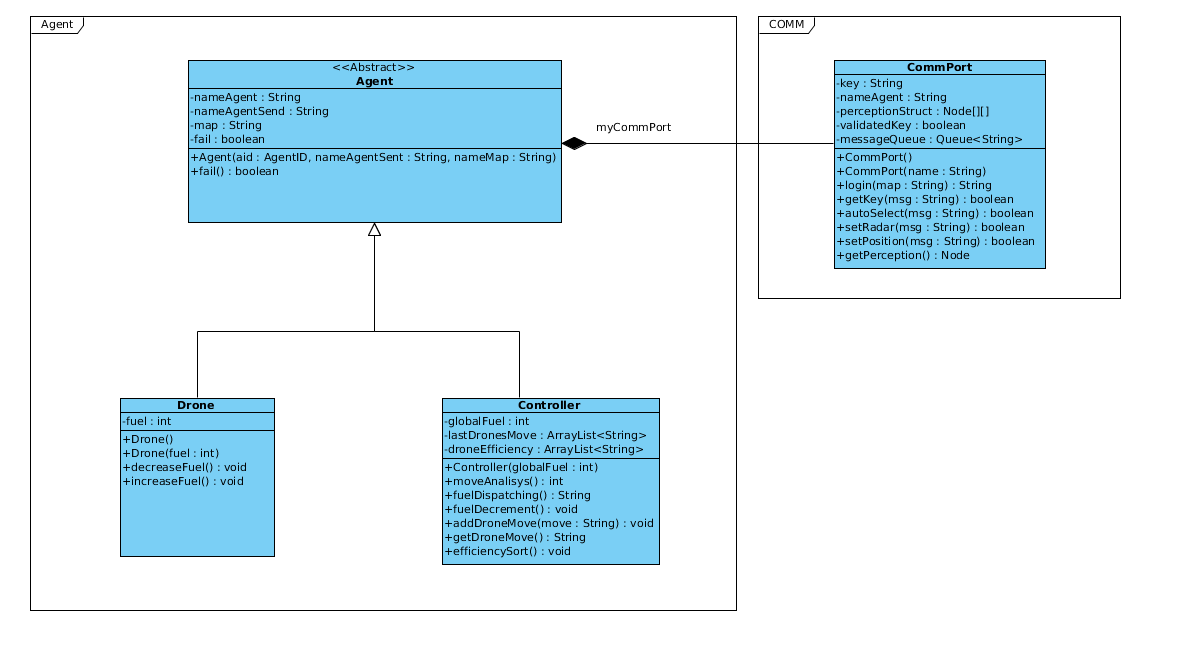 Agent
COMM
<<Abstract>>
Agent
-nameAgent : String
-nameAgentSend : String
-map : String
-fail : boolean
+Agent(aid : AgentID, nameAgentSent : String, nameMap : String)
+fail() : boolean
myCommPort
CommPort
-key : String
-nameAgent : String
-perceptionStruct : Node[][]
-validatedKey : boolean
-messageQueue : Queue<String>
+CommPort()
+CommPort(name : String)
+login(map : String) : String
+getKey(msg : String) : boolean
+autoSelect(msg : String) : boolean
+setRadar(msg : String) : boolean
+setPosition(msg : String) : boolean
+getPerception() : Node
Drone
-fuel : int
+Drone()
+Drone(fuel : int)
+decreaseFuel() : void
+increaseFuel() : void
Controller
-globalFuel : int
-lastDronesMove : ArrayList<String>
-droneEfficiency : ArrayList<String>
+Controller(globalFuel : int)
+moveAnalisys() : int
+fuelDispatching() : String
+fuelDecrement() : void
+addDroneMove(move : String) : void
+getDroneMove() : String
+efficiencySort() : void